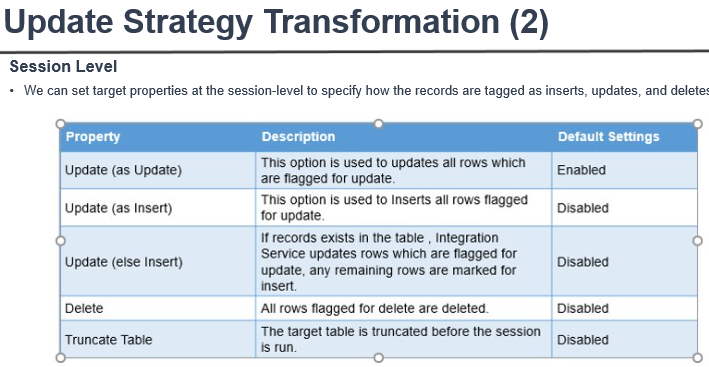 Update Strategy Transformation (2)
Session Level
• We can set target properties at the session-level to specify how the records are tagged as inserts, updates, and deletes
Property Description Default Settings
Update (as Update) This option is used to updates all rows which are flagged for update. Enabled
Update (as Insert) This option is used to Inserts all rows flagged for update. Disabled
Update (else Insert) If records exists in the table , Integration Service updates rows which are flagged for update, any remaining rows are marked for insert. Disabled
Delete All rows flagged for delete are deleted. Disabled
Truncate Table The target table is truncated before the session is run. Disabled